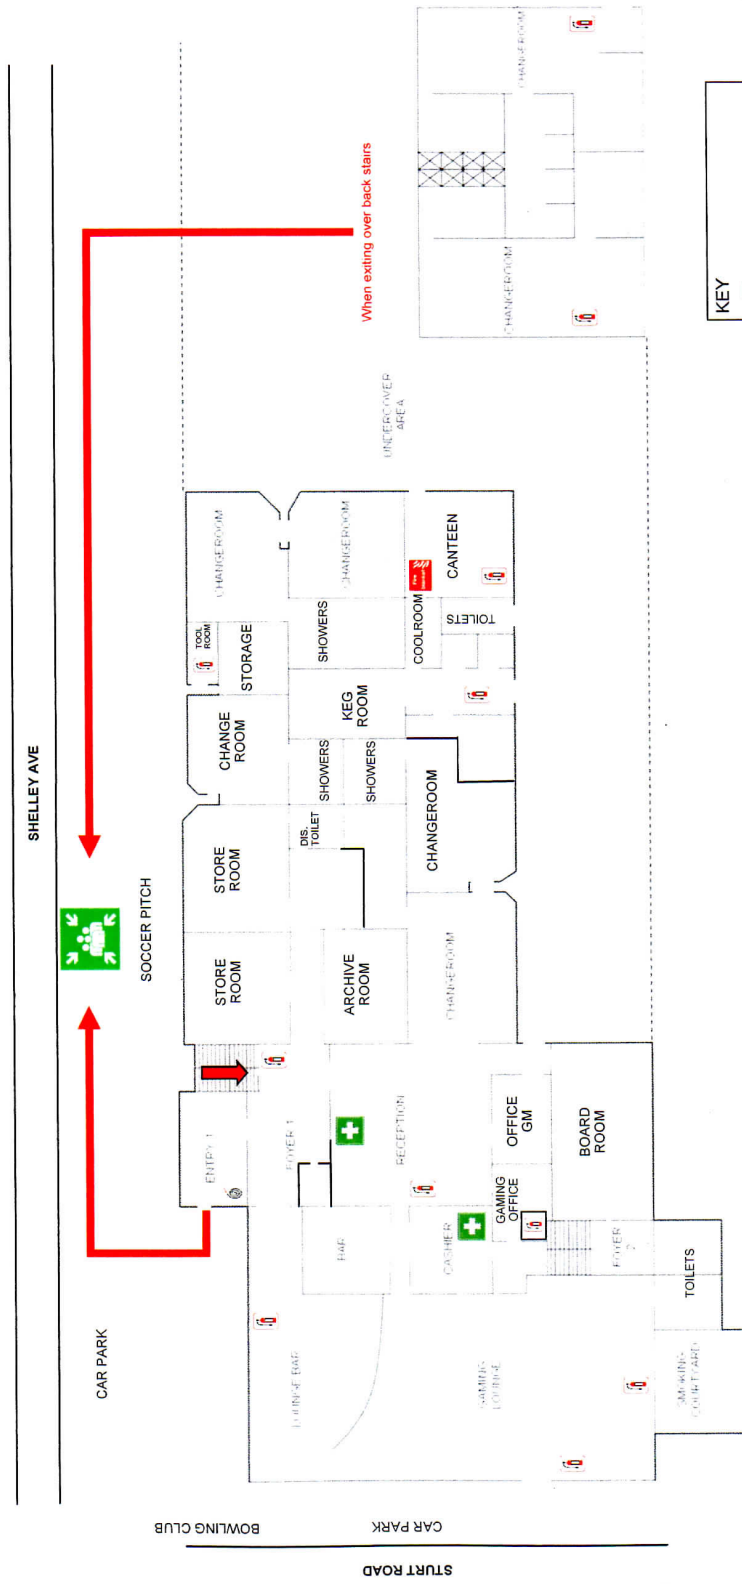 SHELLEY AVE
SOCCER PITCH
CAR PARK
BOWLING CLUB
CAR PARK
STURT ROAD
When exiting over back stairs
ENTRY 1
FOYER 1
STORE
ROOM
STORE
ROOM
CHANGE
ROOM
STORAGE
TOOL
ROOM
CHANGEROOM
CHANGEROOM
SHOWERS
KEG
ROOM
SHOWERS
SHOWERS
DIS.
TOILET
ARCHIVE
ROOM
RECEPTION
BAR
LOUNGE BAR
CASHIER
GAMING
OFFICE
OFFICE
GM
BOARD
ROOM
CHANGEROOM
CHANGEROOM
COOLROOM
TOILETS
CANTEEN
Fire
UNDERCOVER
AREA
CHANGEROOM
CHANGEROOM
GAMING
LOUNGE
FOYER
2
TOILETS
SMOKING
COURTYARD
KEY